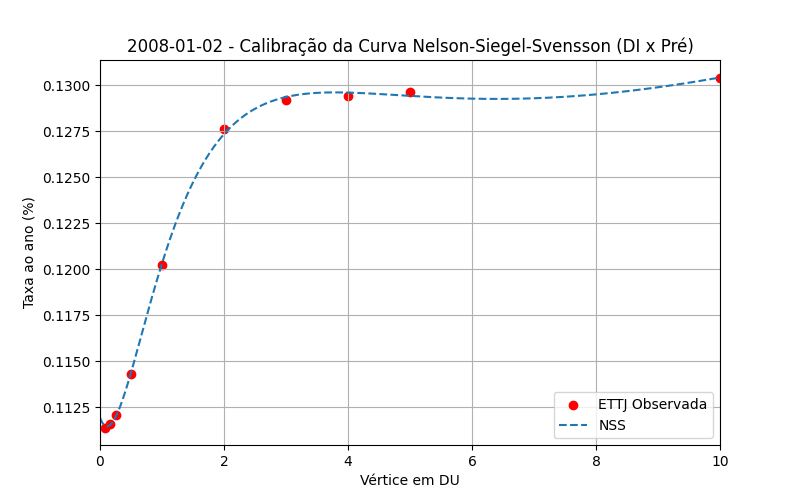 2008-01-02 - Calibração da Curva Nelson-Siegel-Svensson (DI x Pré)
Taxa ao ano (%)
0.1300
0.1275
0.1250
0.1225
0.1200
0.1175
0.1150
0.1125
ETTJ Observada
NSS
0 2 4 6 8 10
Vértice em DU